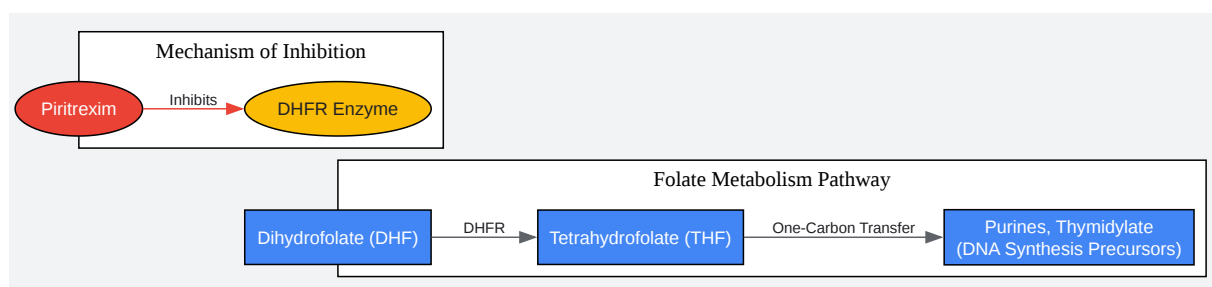 Mechanism of Inhibition
Piritrexim
Inhibits
DHFR Enzyme
Folate Metabolism Pathway
Dihydrofolate (DHF)
DHFR
Tetrahydrofolate (THF)
One-Carbon Transfer
Purines, Thymidylate
(DNA Synthesis Precursors)